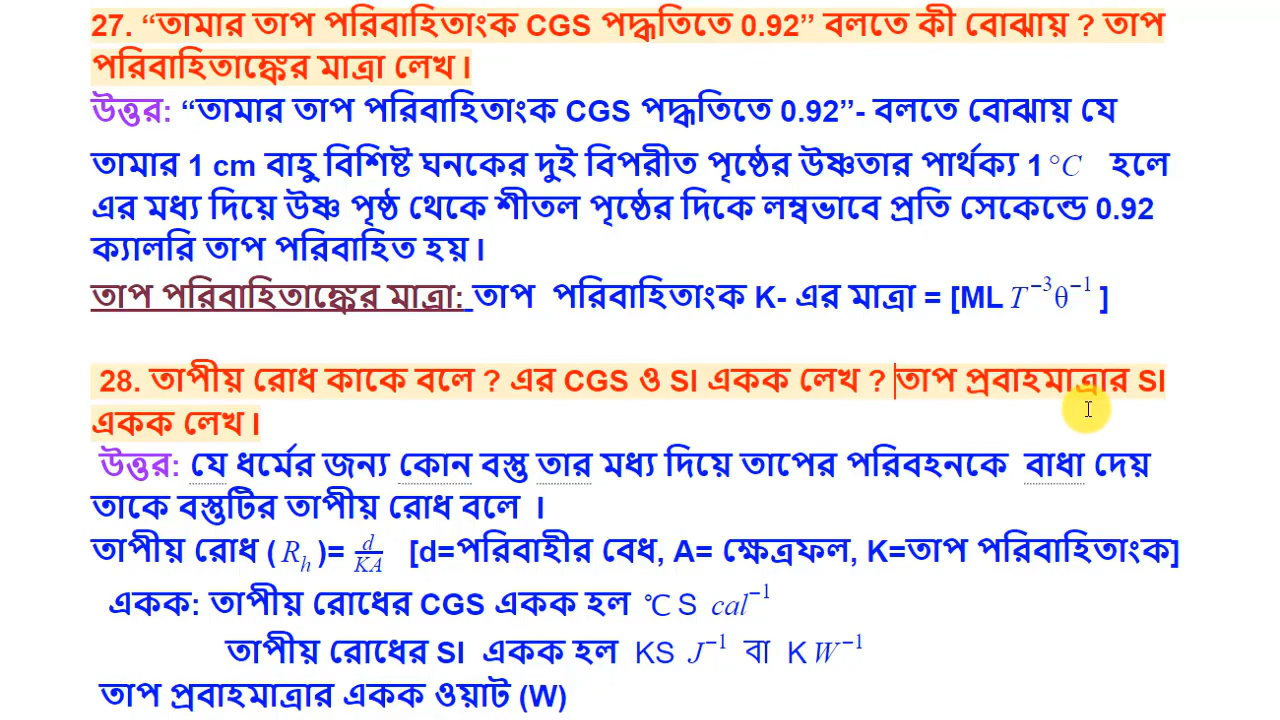 27. “তামার তাপ পরিবাহিতাংক CGS পদ্ধতিতে 0.92” বলতে কী বোঝায় ? তাপ
পরিবাহিতাঙ্কের মাত্রা লেখ।
উত্তর: “তামার তাপ পরিবাহিতাংক CGS পদ্ধতিতে 0.92”- বলতে বোঝায় যে
তামার 1 cm বাহু বিশিষ্ট ঘনকের দুই বিপরীত পৃষ্ঠের উষ্ণতার পার্থক্য 1 °C হলে
এর মধ্য দিয়ে উষ্ণ পৃষ্ঠ থেকে শীতল পৃষ্ঠের দিকে লম্বভাবে প্রতি সেকেন্ডে 0.92
ক্যালরি তাপ পরিবাহিত হয়।
তাপ পরিবাহিতাঙ্কের মাত্রা: তাপ পরিবাহিতাংক K- এর মাত্রা = [ML T⁻³θ⁻¹ ]
28. তাপীয় রোধ কাকে বলে ? এর CGS ও SI একক লেখ ? তাপ প্রবাহমাত্রার SI
একক লেখ।
উত্তর: যে ধর্মের জন্য কোন বস্তু তার মধ্য দিয়ে তাপের পরিবহনকে বাধা দেয়
তাকে বস্তুটির তাপীয় রোধ বলে ।
তাপীয় রোধ ( R_h )= d/KA [d=পরিবাহীর বেধ, A= ক্ষেত্রফল, K=তাপ পরিবাহিতাংক]
একক: তাপীয় রোধের CGS একক হল ℃ S cal⁻¹
তাপীয় রোধের SI একক হল KS J⁻¹ বা K W⁻¹
তাপ প্রবাহমাত্রার একক ওয়াট (W)